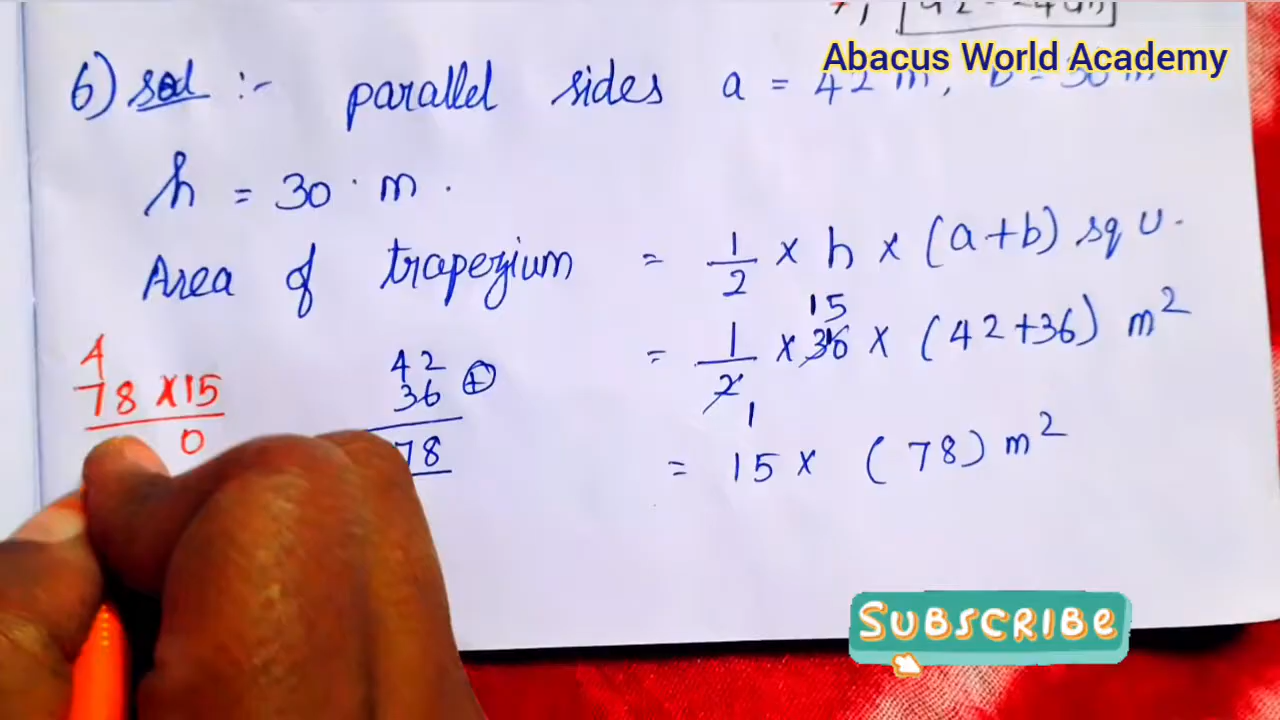 Abacus World Academy
6) sol :- parallel sides a = 42 m, b = 36 m
h = 30 m.
Area of trapezium = 1/2 × h × (a+b) sq u.
15
= 1/2 × 30 × (42+36) m²
1
= 15 × (78) m²
42
36 +
78
4
78 ×15
0
SUBSCRIBE